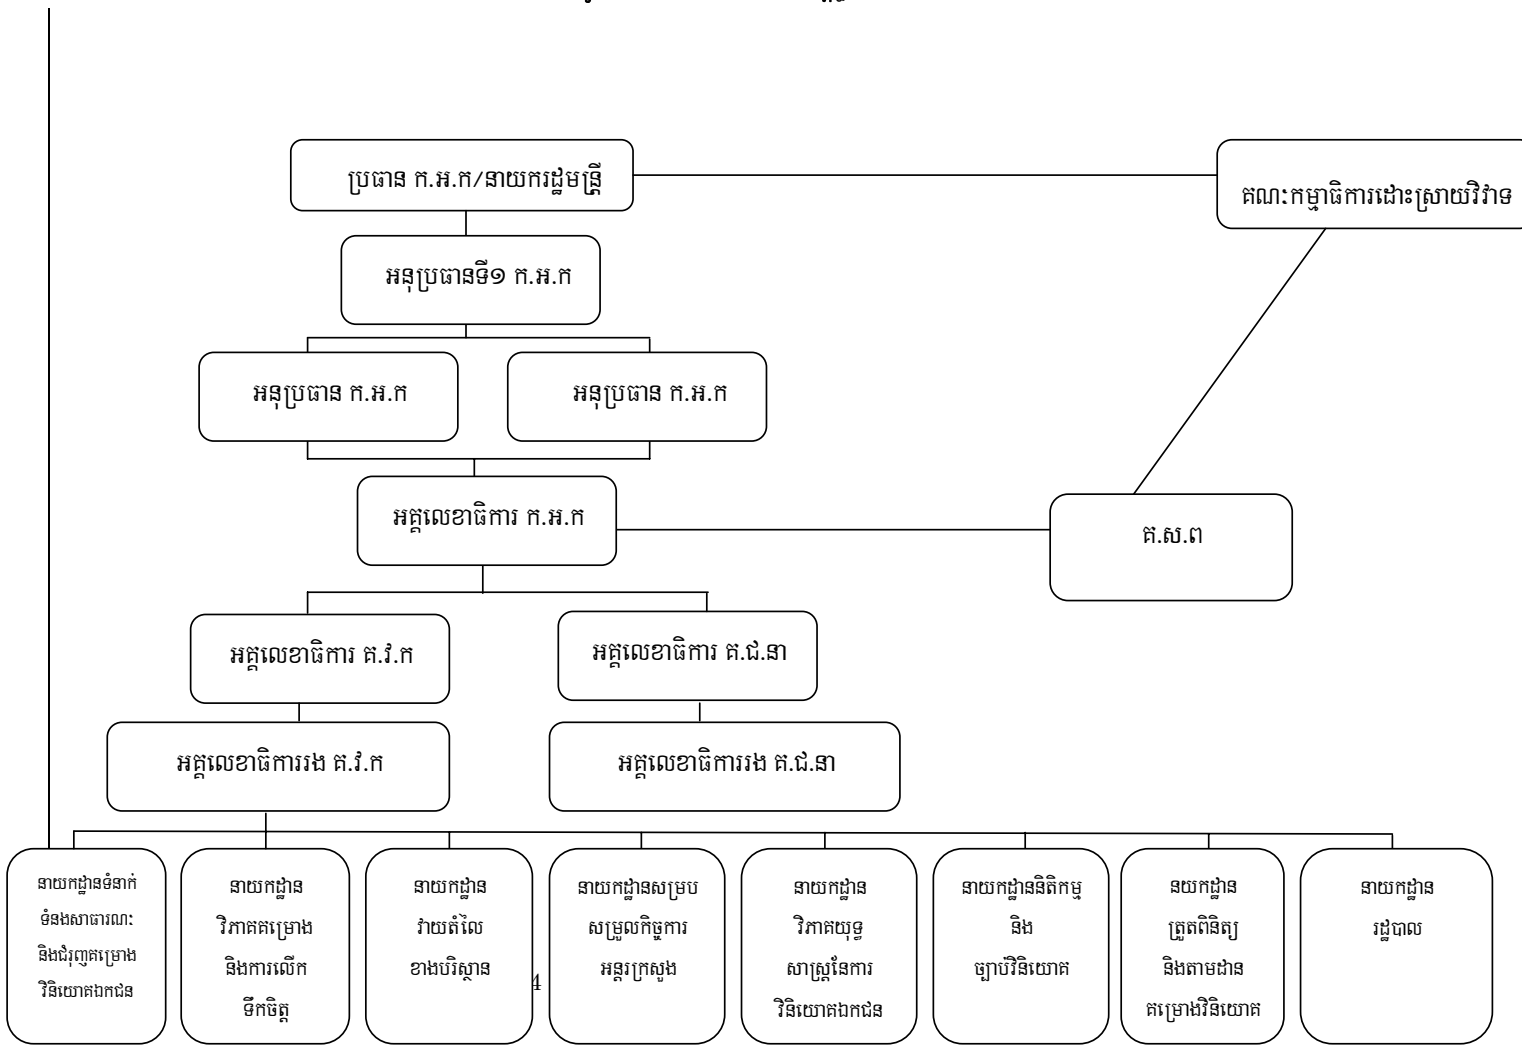 ប្រធាន ក.អ.ក/នាយករដ្ឋមន្ត្រី
គណ:កម្មាធិការដោះស្រាយវិវាទ
អនុប្រធានទី១ ក.អ.ក
អនុប្រធាន ក.អ.ក
អនុប្រធាន ក.អ.ក
អគ្គលេខាធិការ ក.អ.ក
គ.ស.ព
អគ្គលេខាធិការ គ.វ.ក
អគ្គលេខាធិការ គ.ជ.នា
អគ្គលេខាធិការរង គ.វ.ក
អគ្គលេខាធិការរង គ.ជ.នា
នាយកដ្ឋានទំនាក់
ទំនងសាធារណ:
និងជំរុញគម្រោង
វិនិយោគឯកជន
នាយកដ្ឋាន
វិភាគគម្រោង
និងការលើក
ទឹកចិត្ត
នាយកដ្ឋាន
វាយតំលៃ
ខាងបរិស្ថាន
4
នាយកដ្ឋានសម្រប
សម្រួលកិច្ចការ
អន្តរក្រសួង
នាយកដ្ឋាន
វិភាគយុទ្ធ
សាស្ត្រនៃការ
វិនិយោគឯកជន
នាយកដ្ឋាននិតិកម្ម
និង
ច្បាប់វិនិយោគ
នយកដ្ឋាន
ត្រួតពិនិត្យ
និងតាមដាន
គម្រោងវិនិយោគ
នាយកដ្ឋាន
រដ្ឋបាល